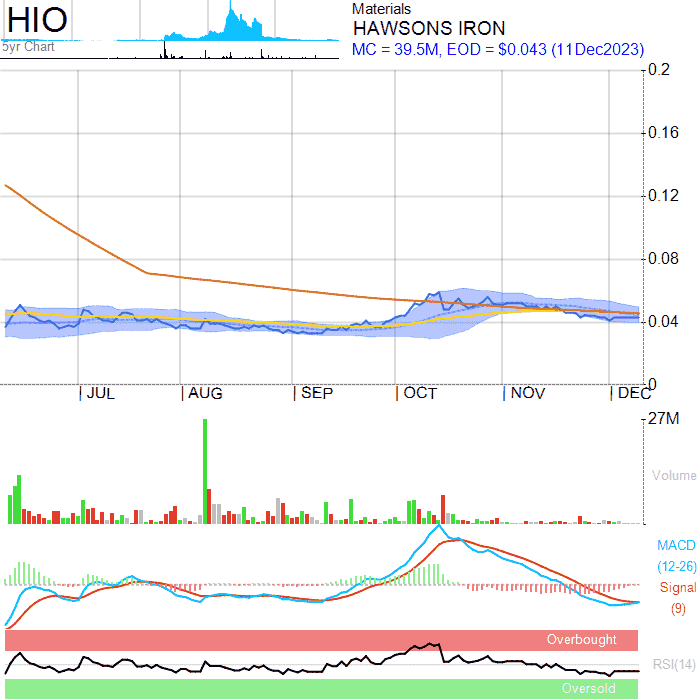 HIO
5yr Chart
Materials
HAWSONS IRON
MC = 39.5M, EOD = $0.043 (11Dec2023)
0.2
0.16
0.12
0.08
0.04
0
JUL AUG SEP OCT NOV DEC
27M
Volume
MACD
(12-26)
Signal
(9)
Overbought
RSI(14)
Oversold